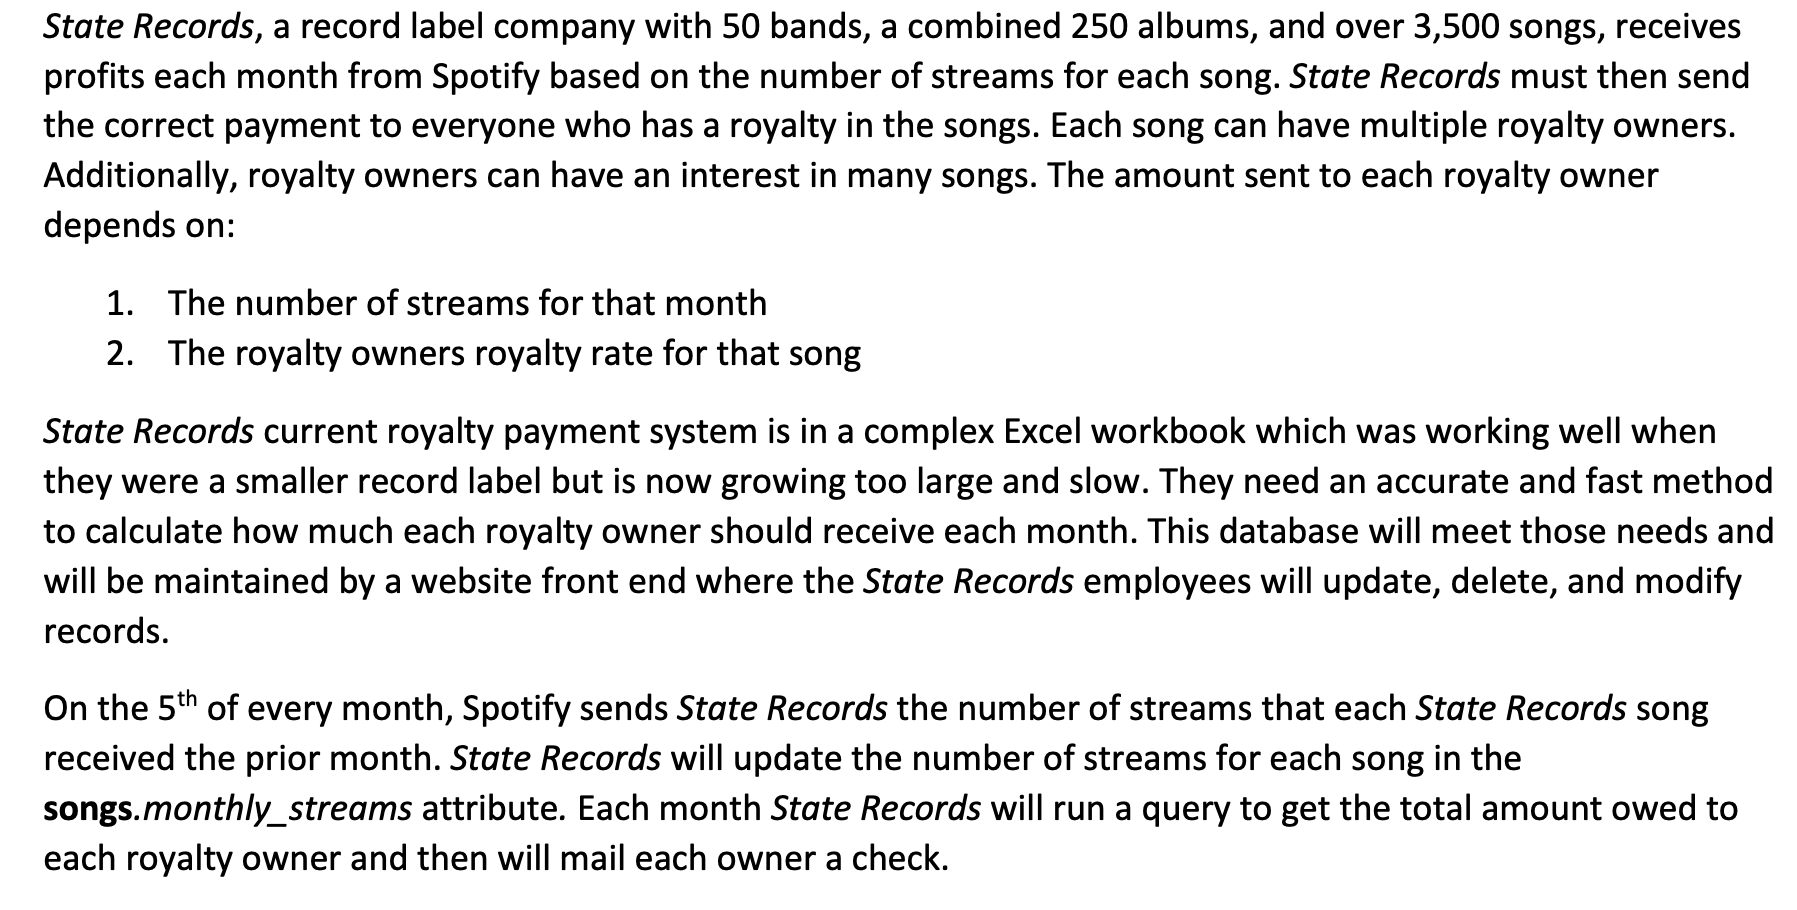 State Records, a record label company with 50 bands, a combined 250 albums, and over 3,500 songs, receives
profits each month from Spotify based on the number of streams for each song. State Records must then send
the correct payment to everyone who has a royalty in the songs. Each song can have multiple royalty owners.
Additionally, royalty owners can have an interest in many songs. The amount sent to each royalty owner
depends on:
1. The number of streams for that month
2. The royalty owners royalty rate for that song
State Records current royalty payment system is in a complex Excel workbook which was working well when
they were a smaller record label but is now growing too large and slow. They need an accurate and fast method
to calculate how much each royalty owner should receive each month. This database will meet those needs and
will be maintained by a website front end where the State Records employees will update, delete, and modify
records.
On the 5th of every month, Spotify sends State Records the number of streams that each State Records song
received the prior month. State Records will update the number of streams for each song in the
songs.monthly_streams attribute. Each month State Records will run a query to get the total amount owed to
each royalty owner and then will mail each owner a check.